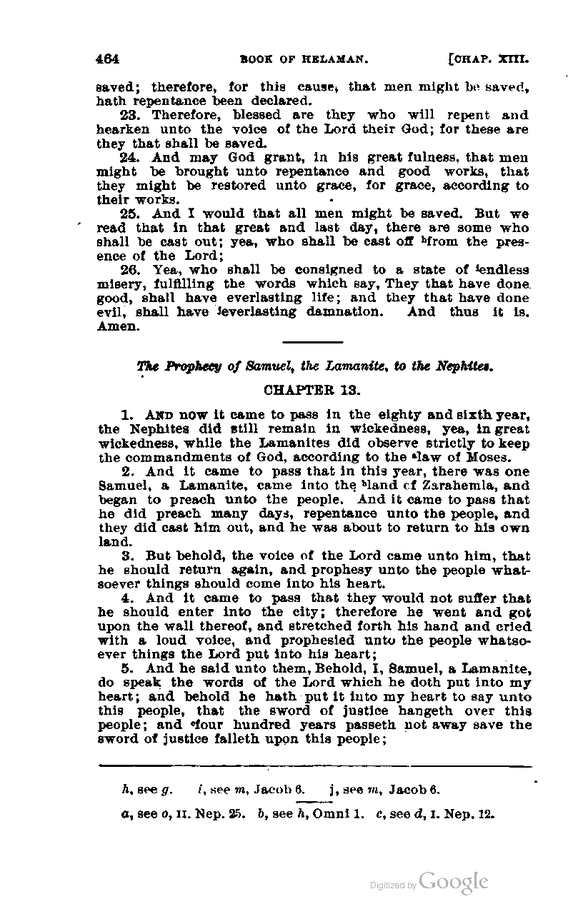 464 BOOK OF HELAMAN. [CHAP. XIII.
saved; therefore, for this cause, that men might be saved,
hath repentance been declared.
23. Therefore, blessed are they who will repent and
hearken unto the voice of the Lord their God; for these are
they that shall be saved.
24. And may God grant, in his great fulness, that men
might be brought unto repentance and good works, that
they might be restored unto grace, for grace, according to
their works.
25. And I would that all men might be saved. But we
read that in that great and last day, there are some who
shall be cast out; yea, who shall be cast off hfrom the pres-
ence of the Lord;
26. Yea, who shall be consigned to a state of iendless
misery, fulfilling the words which say, They that have done
good, shall have everlasting life; and they that have done
evil, shall have jeverlasting damnation. And thus it is.
Amen.
The Prophecy of Samuel, the Lamanite, to the Nephites.
CHAPTER 13.
1. AND now it came to pass in the eighty and sixth year,
the Nephites did still remain in wickedness, yea, in great
wickedness, while the Lamanites did observe strictly to keep
the commandments of God, according to the alaw of Moses.
2. And it came to pass that in this year, there was one
Samuel, a Lamanite, came into the bland of Zarahemla, and
began to preach unto the people. And it came to pass that
he did preach many days, repentance unto the people, and
they did cast him out, and he was about to return to his own
land.
3. But behold, the voice of the Lord came unto him, that
he should return again, and prophesy unto the people what-
soever things should come into his heart.
4. And it came to pass that they would not suffer that
he should enter into the city; therefore he went and got
upon the wall thereof, and stretched forth his hand and cried
with a loud voice, and prophesied unto the people whatso-
ever things the Lord put into his heart;
5. And he said unto them, Behold, I, Samuel, a Lamanite,
do speak the words of the Lord which he doth put into my
heart; and behold he hath put it into my heart to say unto
this people, that the sword of justice hangeth over this
people; and cfour hundred years passeth not away save the
sword of justice falleth upon this people;
h, see g. i, see m, Jacob 6. j, see m, Jacob 6.
a, see o, II. Nep. 25. b, see h, Omni 1. c, see d, I. Nep. 12.
Digitized by Google